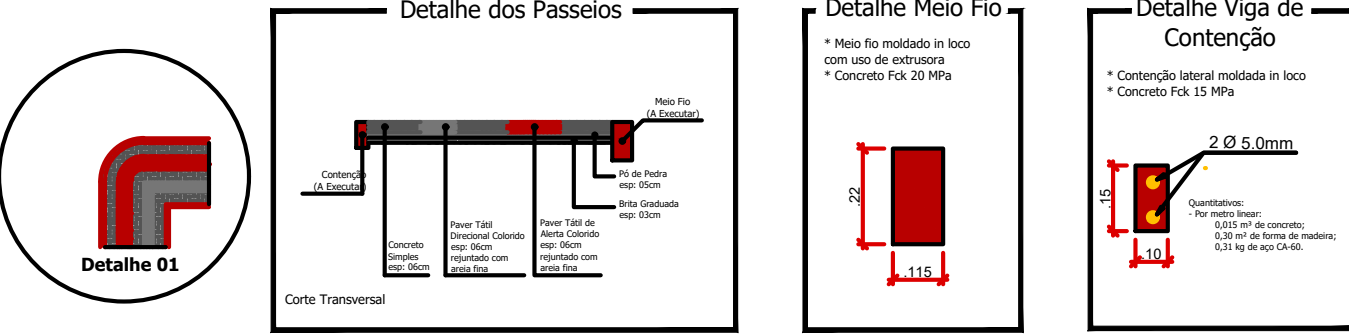 Detalhe 01
Detalhe dos Passeios
Meio Fio
(A Executar)
Contenção
(A Executar)
Pó de Pedra
esp: 05cm
Brita Graduada
esp: 03cm
Concreto
Simples
esp: 06cm
Paver Tátil
Direcional Colorido
esp: 06cm
rejuntado com
areia fina
Paver Tátil de
Alerta Colorido
esp: 06cm
rejuntado com
areia fina
Corte Transversal
Detalhe Meio Fio
* Meio fio moldado in loco
com uso de extrusora
* Concreto Fck 20 MPa
.22
.115
Detalhe Viga de
Contenção
* Contenção lateral moldada in loco
* Concreto Fck 15 MPa
2 Ø 5.0mm
.15
.10
Quantitativos:
- Por metro linear:
0,015 m³ de concreto;
0,30 m² de forma de madeira;
0,31 kg de aço CA-60.